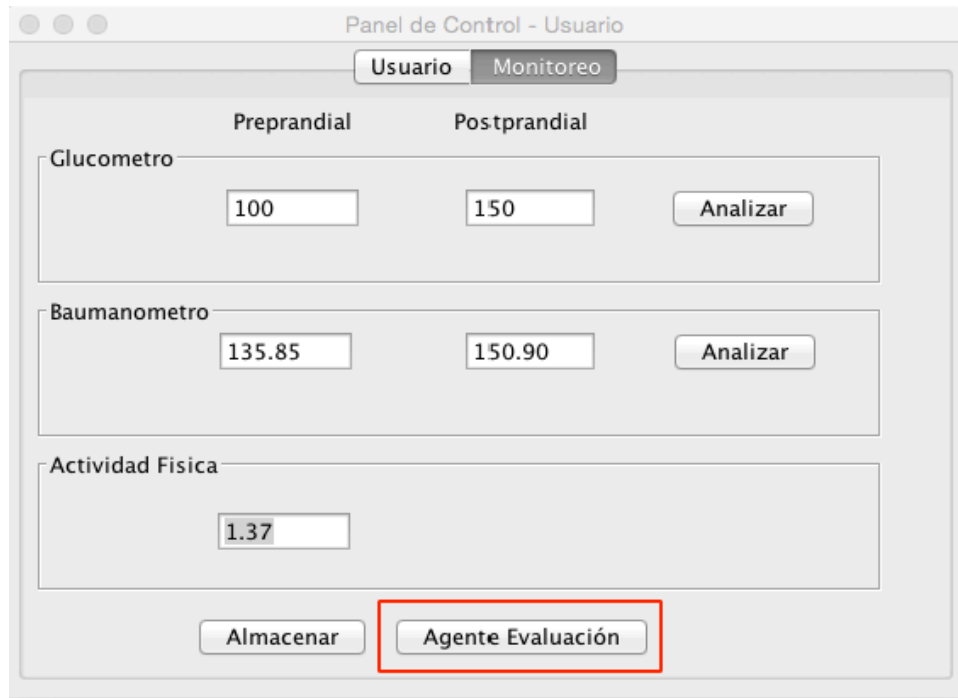 Panel de Control - Usuario
Usuario Monitoreo
Preprandial Postprandial
Glucometro
100 150 Analizar
Baumanometro
135.85 150.90 Analizar
Actividad Fisica
1.37
Almacenar Agente Evaluación